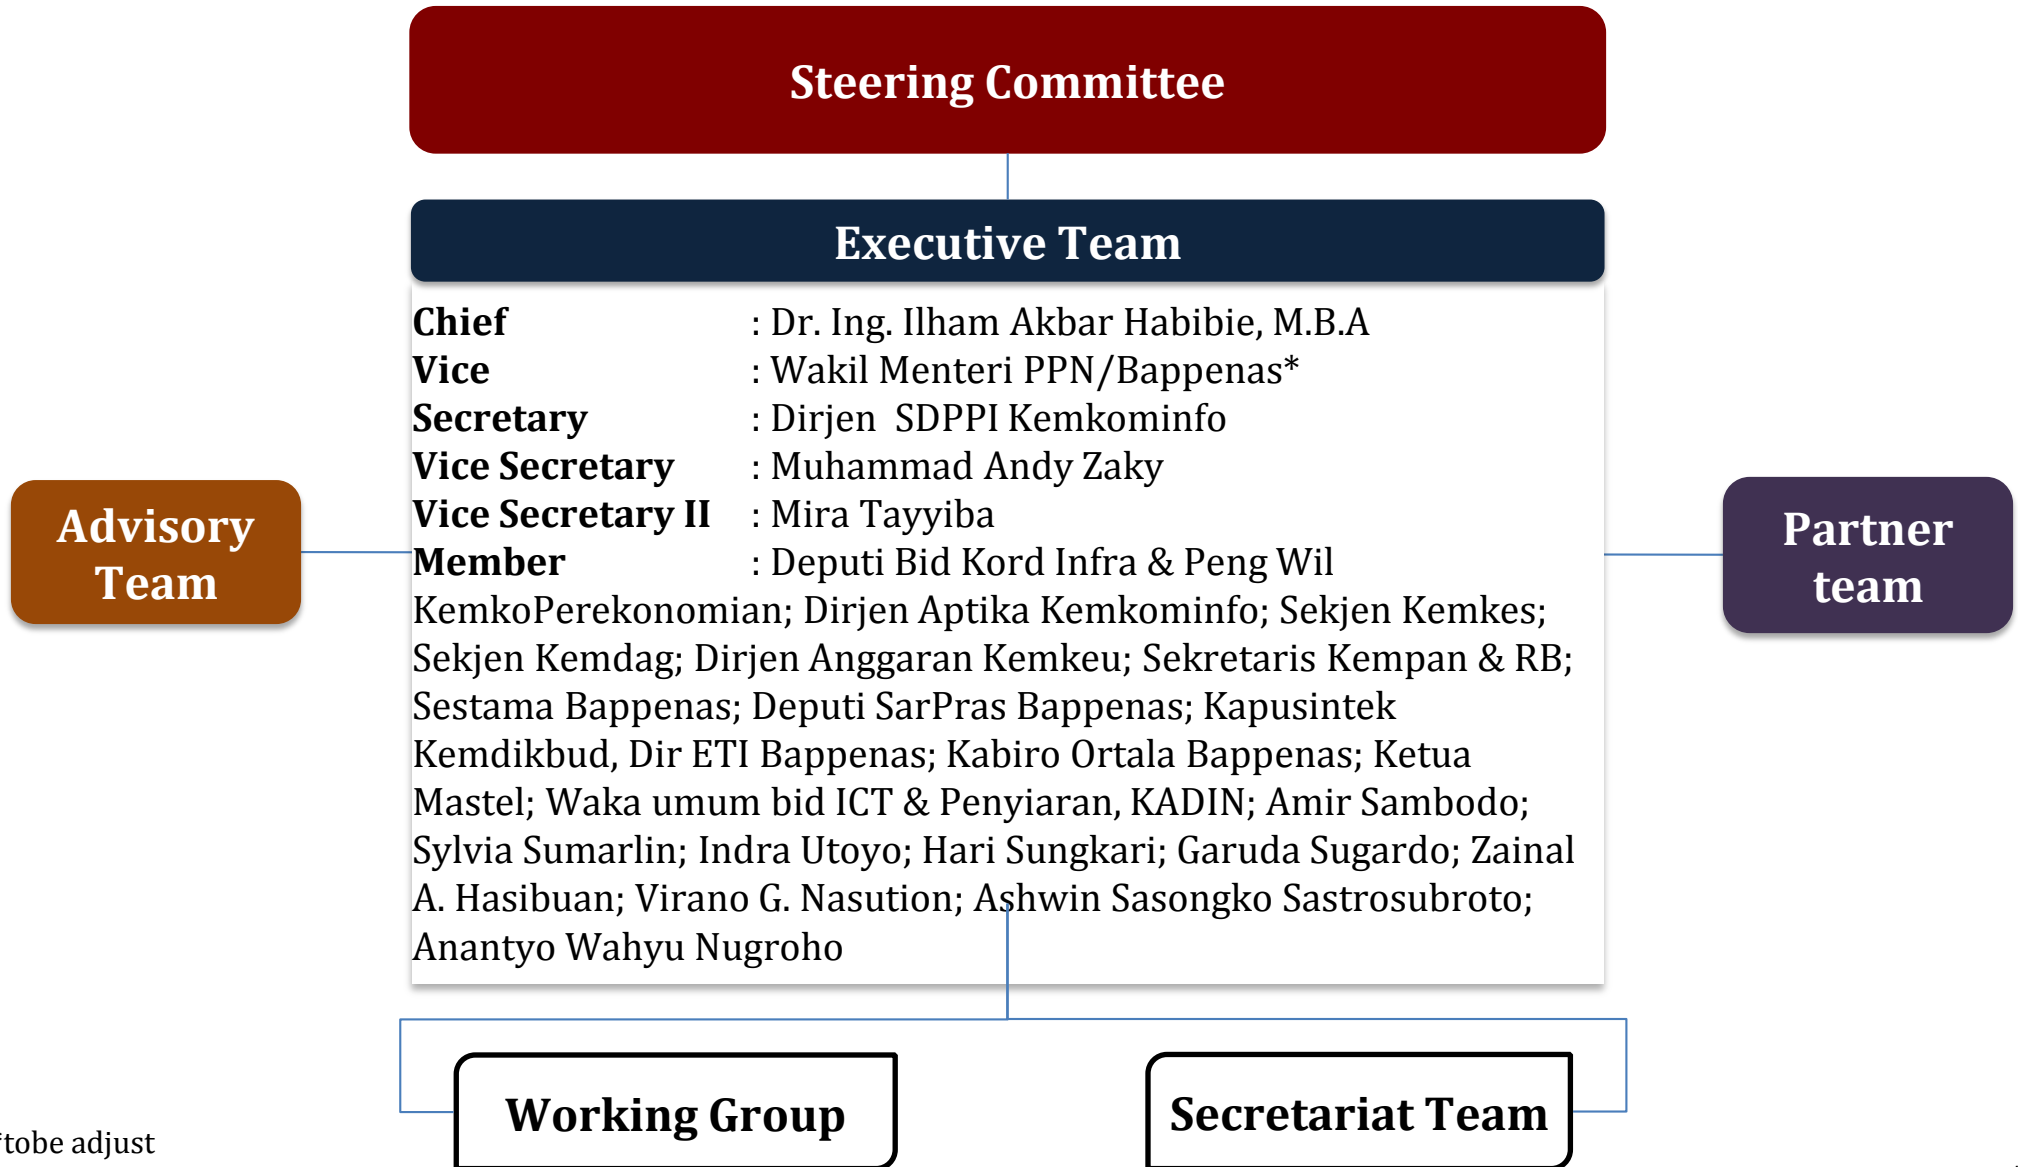 Steering Committee
Executive Team
Chief : Dr. Ing. Ilham Akbar Habibie, M.B.A
Vice : Wakil Menteri PPN/Bappenas*
Secretary : Dirjen SDPPI Kemkominfo
Vice Secretary : Muhammad Andy Zaky
Vice Secretary II : Mira Tayyiba
Member : Deputi Bid Kord Infra & Peng Wil
KemkoPerekonomian; Dirjen Aptika Kemkominfo; Sekjen Kemkes;
Sekjen Kemdag; Dirjen Anggaran Kemkeu; Sekretaris Kempan & RB;
Sestama Bappenas; Deputi SarPras Bappenas; Kapusintek
Kemdikbud, Dir ETI Bappenas; Kabiro Ortala Bappenas; Ketua
Mastel; Waka umum bid ICT & Penyiaran, KADIN; Amir Sambodo;
Sylvia Sumarlin; Indra Utoyo; Hari Sungkari; Garuda Sugardo; Zainal
A. Hasibuan; Virano G. Nasution; Ashwin Sasongko Sastrosubroto;
Anantyo Wahyu Nugroho
Advisory
Team
Partner
team
Working Group
Secretariat Team
*tobe adjust